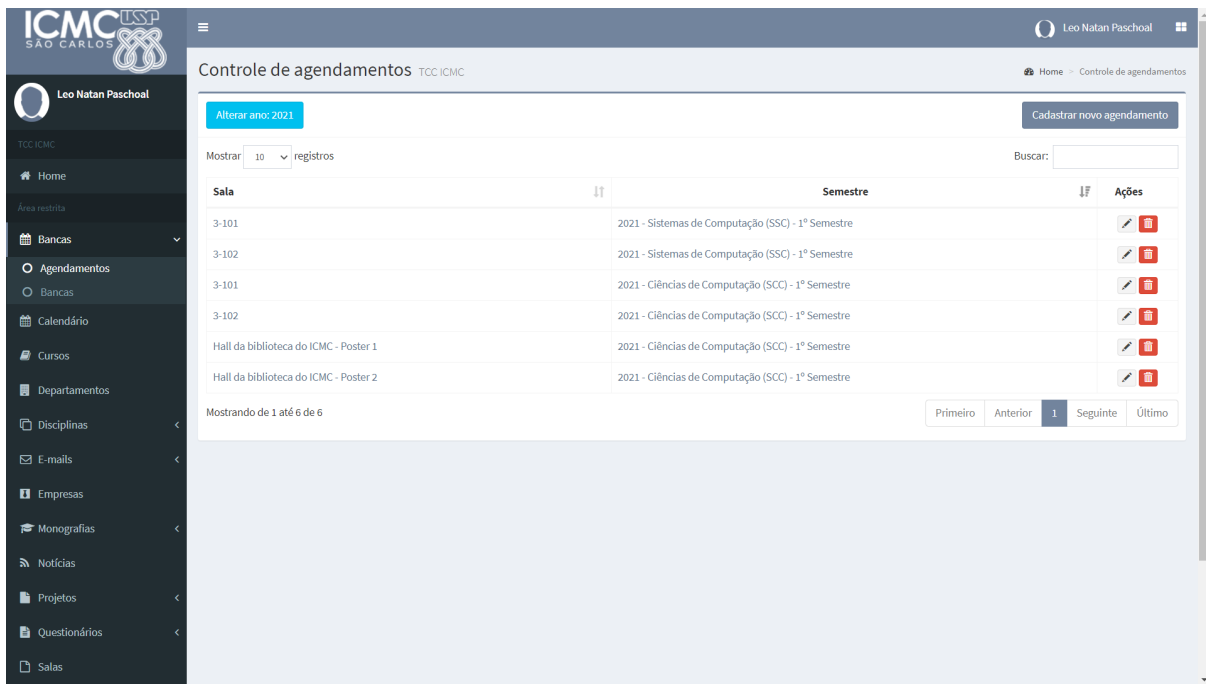 ICMC USP
SÃO CARLOS
Leo Natan Paschoal
Leo Natan Paschoal
TCC ICMC
Home
Área restrita
Bancas
Agendamentos
Bancas
Calendário
Cursos
Departamentos
Disciplinas
E-mails
Empresas
Monografias
Notícias
Projetos
Questionários
Salas
Controle de agendamentos TCC ICMC
Home > Controle de agendamentos
Alterar ano: 2021
Cadastrar novo agendamento
Mostrar 10 registros
Buscar:
Sala Semestre Ações
3-101 2021 - Sistemas de Computação (SSC) - 1º Semestre
3-102 2021 - Sistemas de Computação (SSC) - 1º Semestre
3-101 2021 - Ciências de Computação (SCC) - 1º Semestre
3-102 2021 - Ciências de Computação (SCC) - 1º Semestre
Hall da biblioteca do ICMC - Poster 1 2021 - Ciências de Computação (SCC) - 1º Semestre
Hall da biblioteca do ICMC - Poster 2 2021 - Ciências de Computação (SCC) - 1º Semestre
Mostrando de 1 até 6 de 6
Primeiro Anterior 1 Seguinte Último